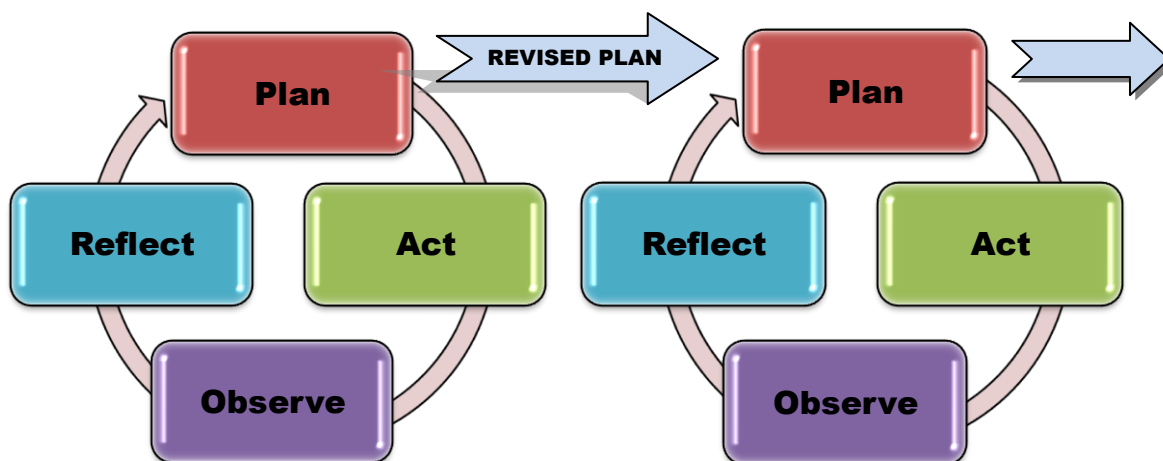 Plan
REVISED PLAN
Plan
Reflect
Act
Reflect
Act
Observe
Observe